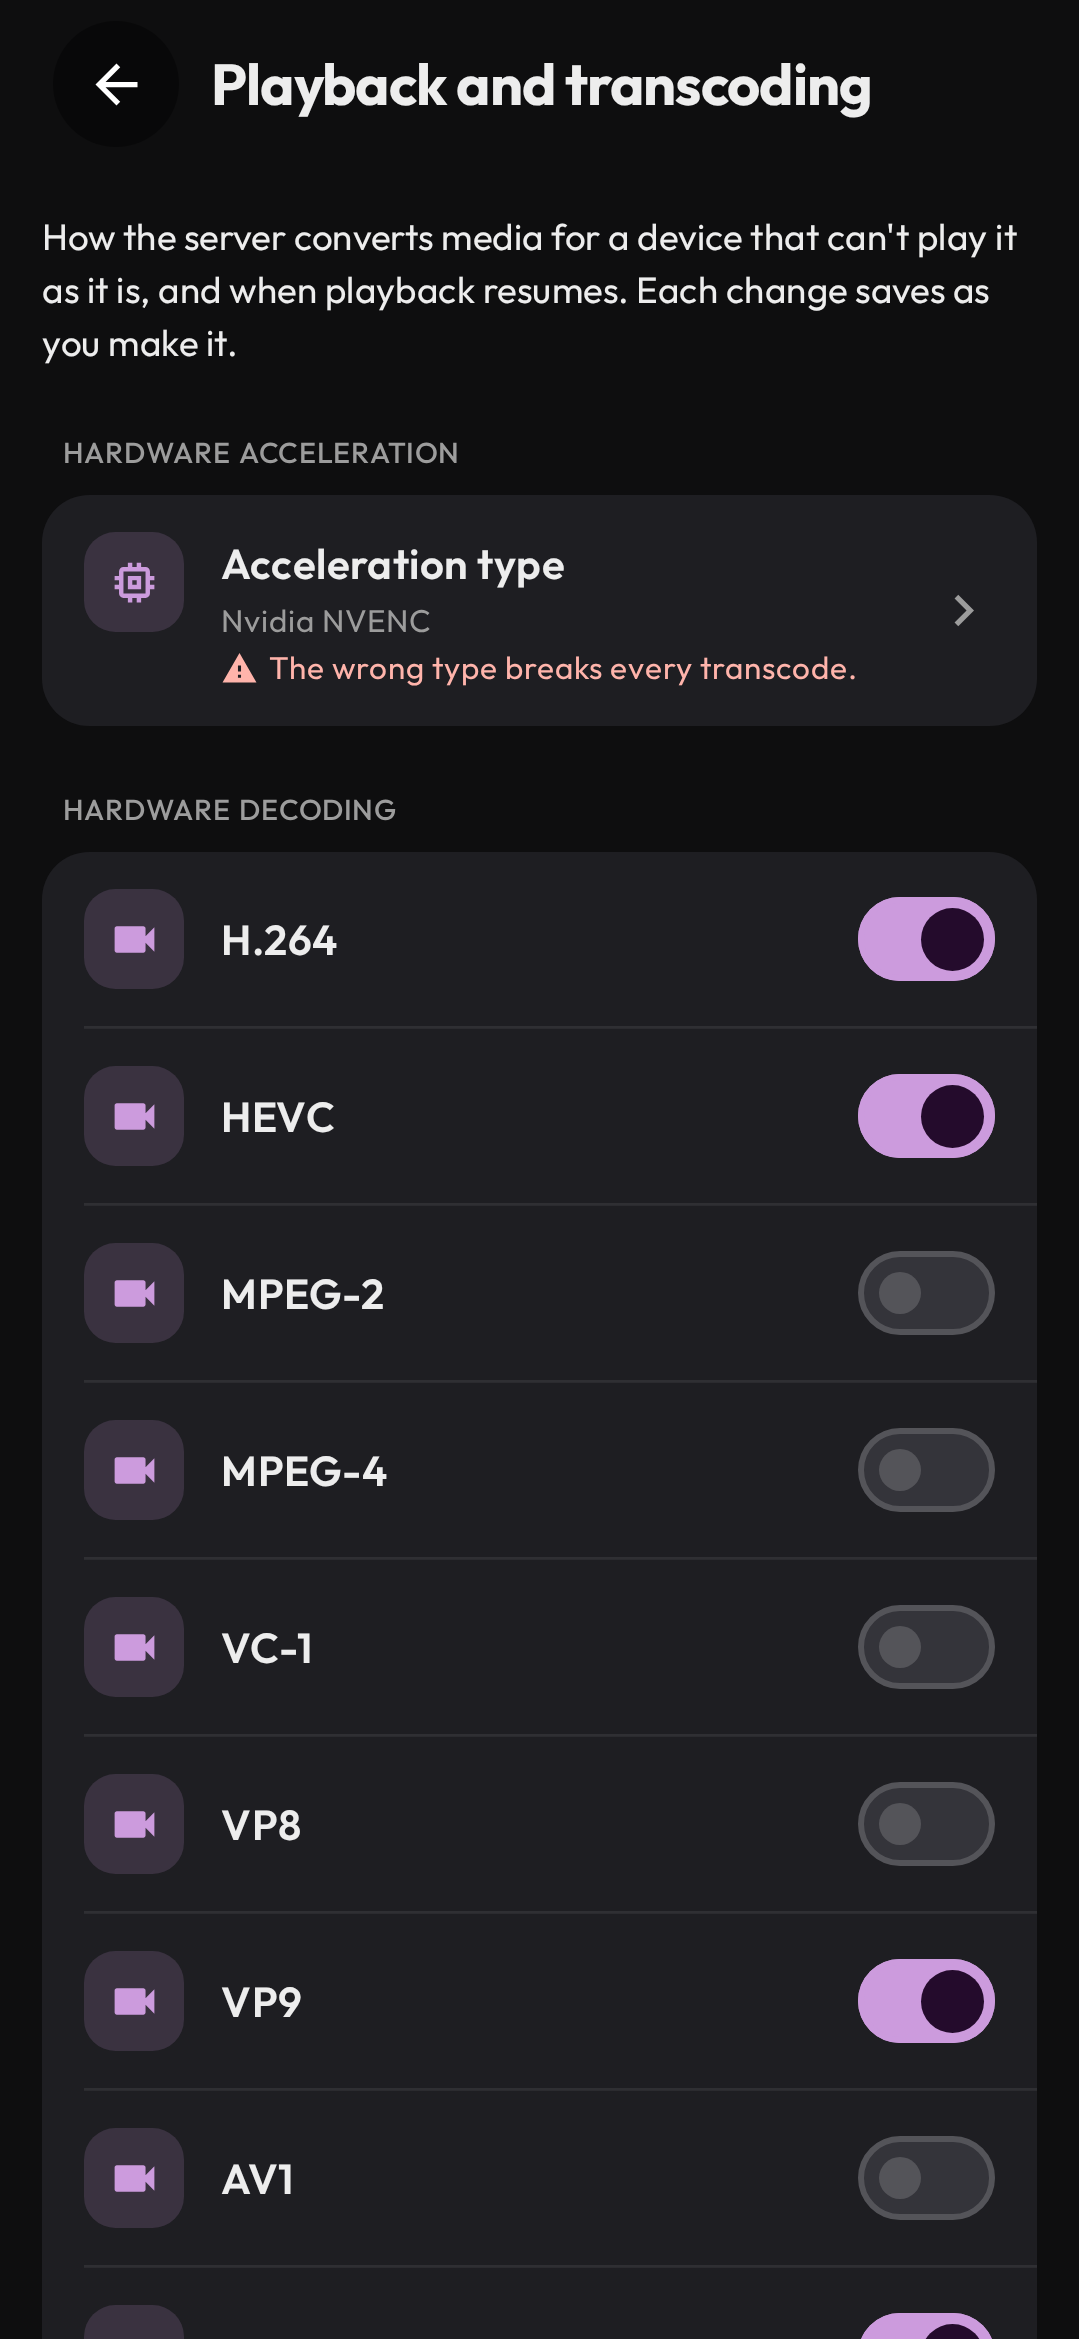 Playback and transcoding
How the server converts media for a device that can't play it
as it is, and when playback resumes. Each change saves as
you make it.
HARDWARE ACCELERATION
Acceleration type
Nvidia NVENC
The wrong type breaks every transcode.
HARDWARE DECODING
H.264
HEVC
MPEG-2
MPEG-4
VC-1
VP8
VP9
AV1